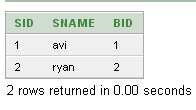 SID SNAME BID
1 avi 1
2 ryan 2
2 rows returned in 0.00 seconds